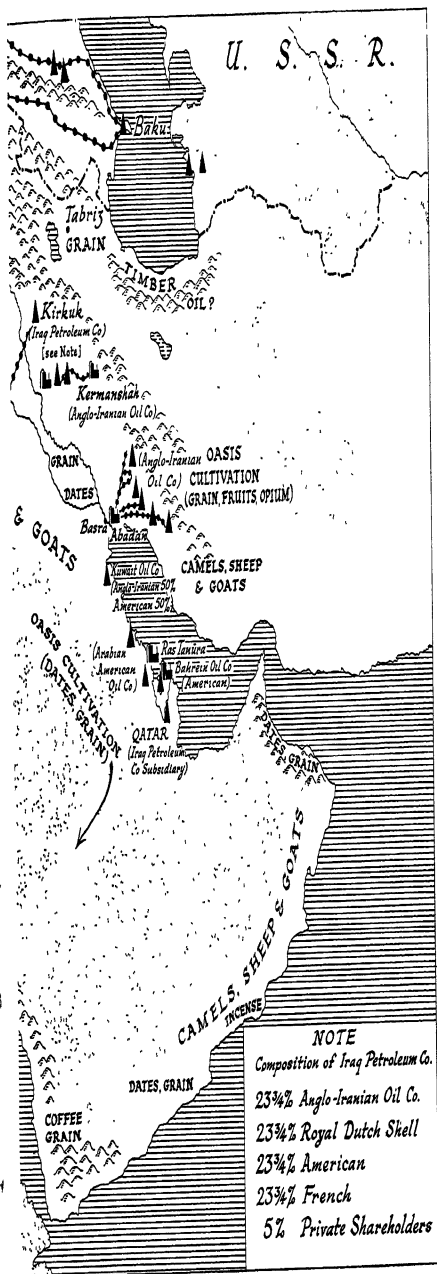 U. S. S. R.
Baku
Tabriz
GRAIN
TIMBER
OIL?
Kirkuk
(Iraq Petroleum Co)
[see Note]
Kermanshah
(Anglo-Iranian Oil Co)
GRAIN
DATES
(Anglo-Iranian
Oil Co)
OASIS
CULTIVATION
(GRAIN, FRUITS, OPIUM)
Basra
Abadan
& GOATS
CAMELS, SHEEP
& GOATS
Kuwait Oil Co
(Anglo-Iranian 50%
American 50%)
OASIS CULTIVATION
(DATES, GRAIN)
(Arabian
American
Oil Co)
Ras Tanura
Bahrein Oil Co
(American)
QATAR
(Iraq Petroleum
Co Subsidiary)
DATES, GRAIN
CAMELS, SHEEP & GOATS
INCENSE
DATES, GRAIN
COFFEE
GRAIN
NOTE
Composition of Iraq Petroleum Co.
23¾% Anglo-Iranian Oil Co.
23¾% Royal Dutch Shell
23¾% American
23¾% French
5% Private Shareholders